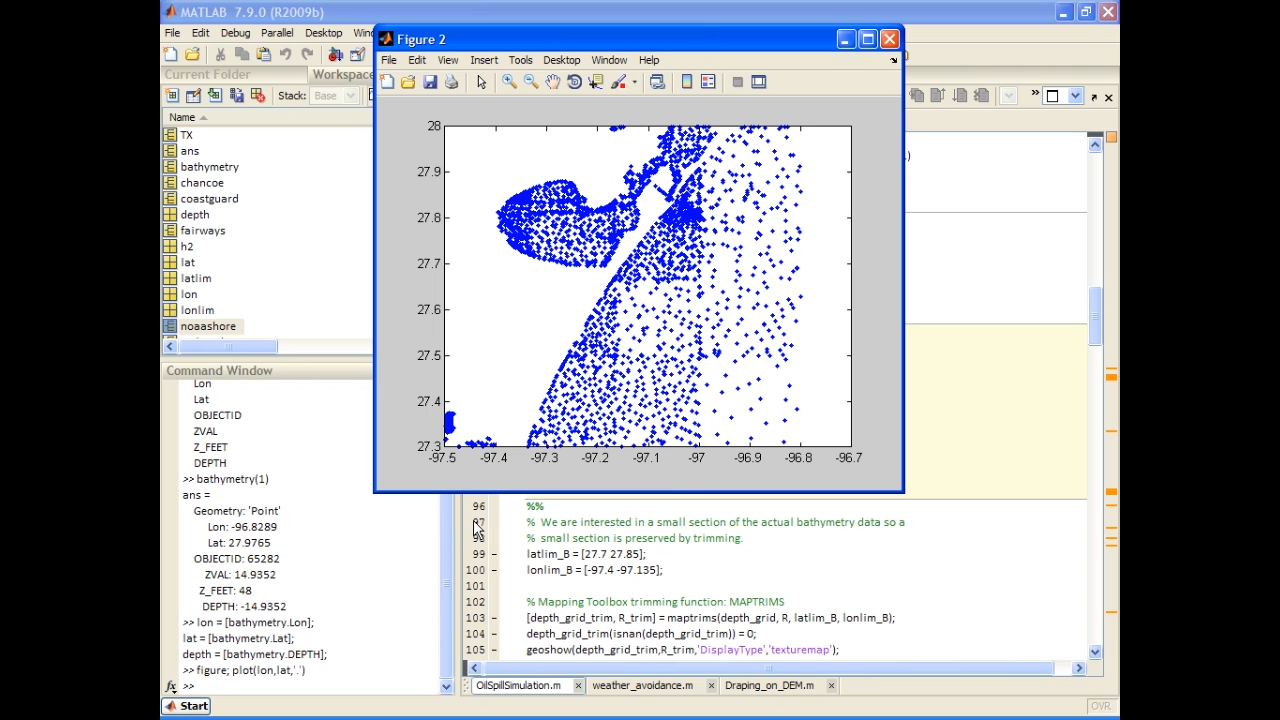 MATLAB 7.9.0 (R2009b)
File Edit Debug Parallel Desktop Wind
Current Folder Workspace
Stack: Base
Name
TX
ans
bathymetry
chancoe
coastguard
depth
fairways
h2
lat
latlim
lon
lonlim
noaashore
Command Window
Lon
Lat
OBJECTID
ZVAL
Z_FEET
DEPTH
>> bathymetry(1)
ans =
Geometry: 'Point'
Lon: -96.8289
Lat: 27.9765
OBJECTID: 65282
ZVAL: 14.9352
Z_FEET: 48
DEPTH: -14.9352
>> lon = [bathymetry.Lon];
lat = [bathymetry.Lat];
depth = [bathymetry.DEPTH];
>> figure; plot(lon,lat,'.')
>>
fx
Start
Figure 2
File Edit View Insert Tools Desktop Window Help
28
27.9
27.8
27.7
27.6
27.5
27.4
27.3
-97.5 -97.4 -97.3 -97.2 -97.1 -97 -96.9 -96.8 -96.7
)
96 %%
97 % We are interested in a small section of the actual bathymetry data so a
98 % small section is preserved by trimming.
99 - latlim_B = [27.7 27.85];
100 - lonlim_B = [-97.4 -97.135];
101
102 % Mapping Toolbox trimming function: MAPTRIMS
103 - [depth_grid_trim, R_trim] = maptrims(depth_grid, R, latlim_B, lonlim_B);
104 - depth_grid_trim(isnan(depth_grid_trim)) = 0;
105 - geoshow(depth_grid_trim,R_trim,'DisplayType','texturemap');
OilSpillSimulation.m weather_avoidance.m Draping_on_DEM.m
OVR